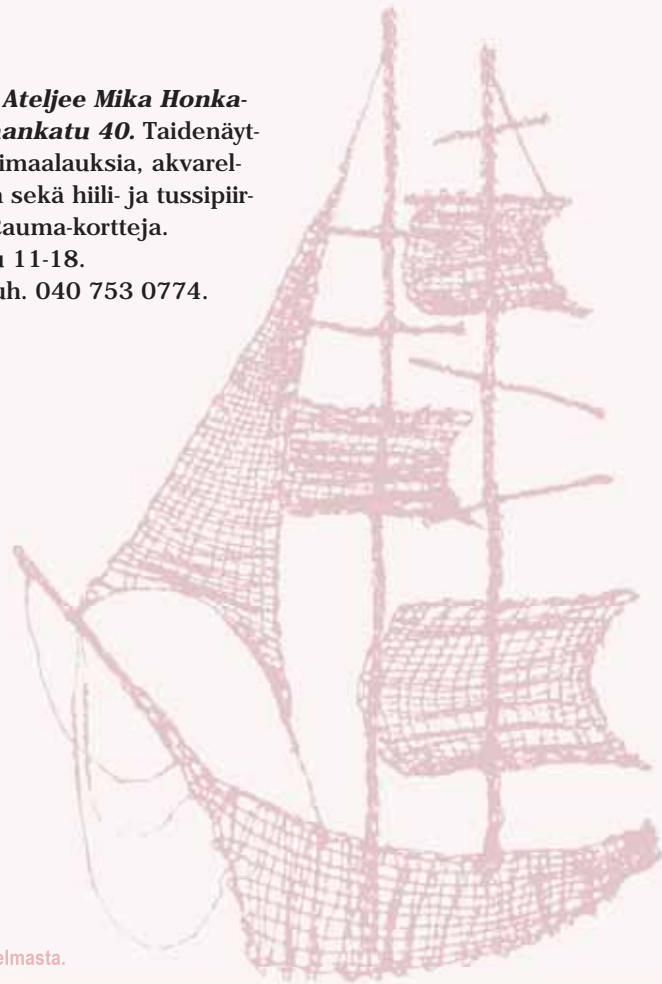 Ateljee Mika Honka-
ankatu 40. Taidenäyt-
imaalauksia, akvarel-
sekä hiili- ja tussipiir-
auma-kortteja.
11-18.
uh. 040 753 0774.
elmasta.